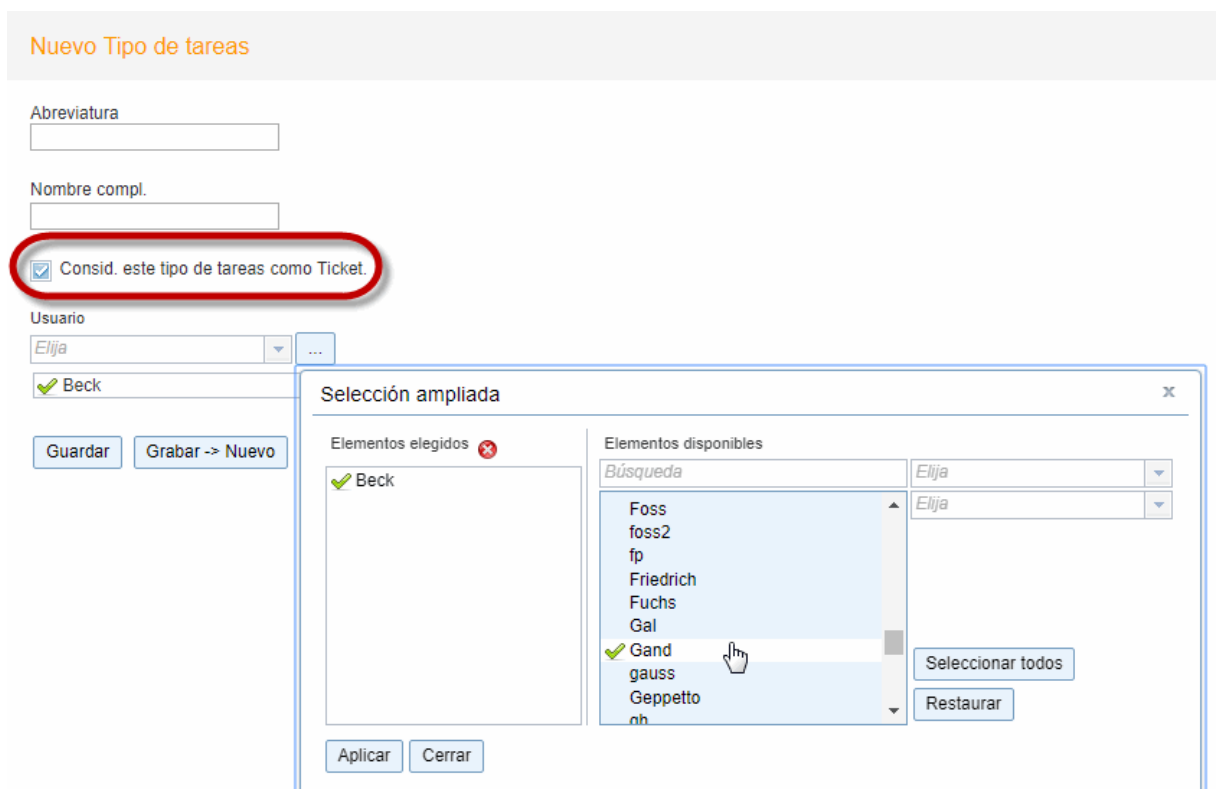 Nuevo Tipo de tareas
Abreviatura
Nombre compl.
Consid. este tipo de tareas como Ticket.
Usuario
Elija
...
Beck
Guardar
Grabar -> Nuevo
Selección ampliada
x
Elementos elegidos
Beck
Elementos disponibles
Búsqueda
Elija
Elija
Foss
foss2
fp
Friedrich
Fuchs
Gal
Gand
gauss
Geppetto
gh
Seleccionar todos
Restaurar
Aplicar
Cerrar